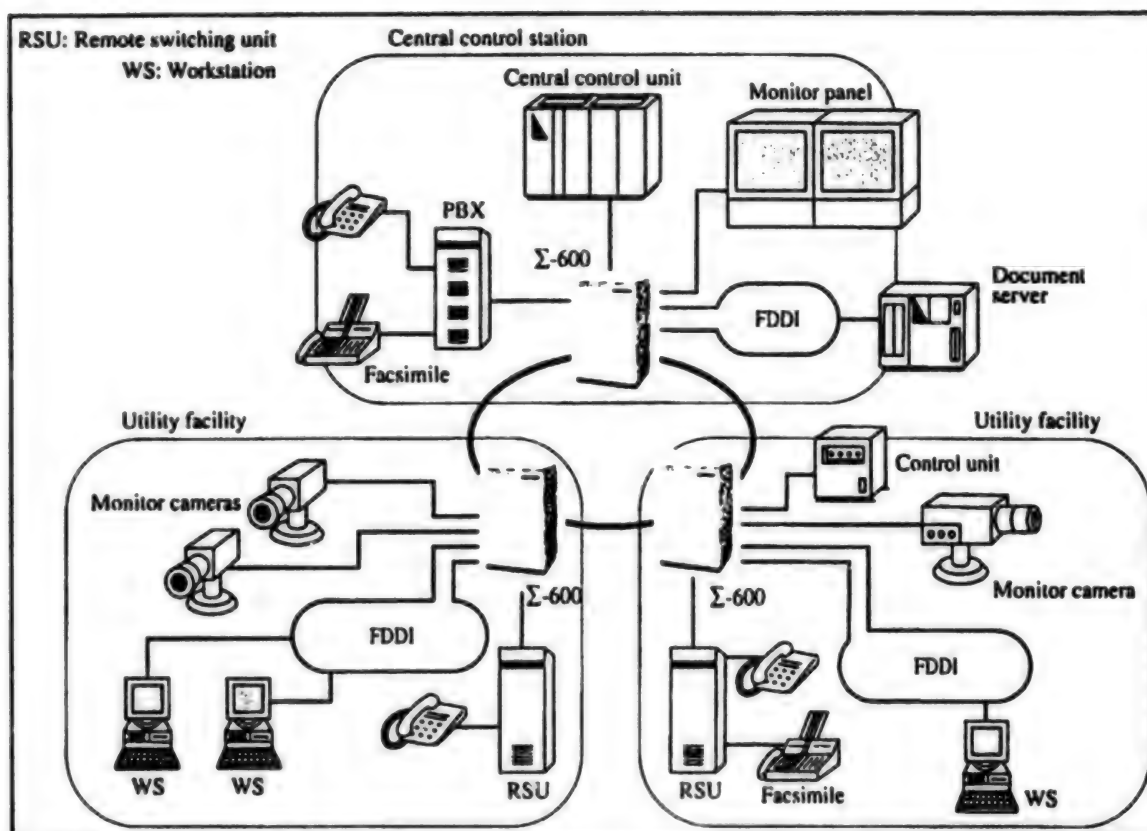 RSU: Remote switching unit
WS: Workstation
Central control station
Central control unit
Monitor panel
PBX
Σ-600
Document
server
FDDI
Facsimile
Utility facility
Utility facility
Monitor cameras
Control unit
Monitor camera
Σ-600
Σ-600
FDDI
FDDI
WS
WS
RSU
RSU
Facsimile
WS